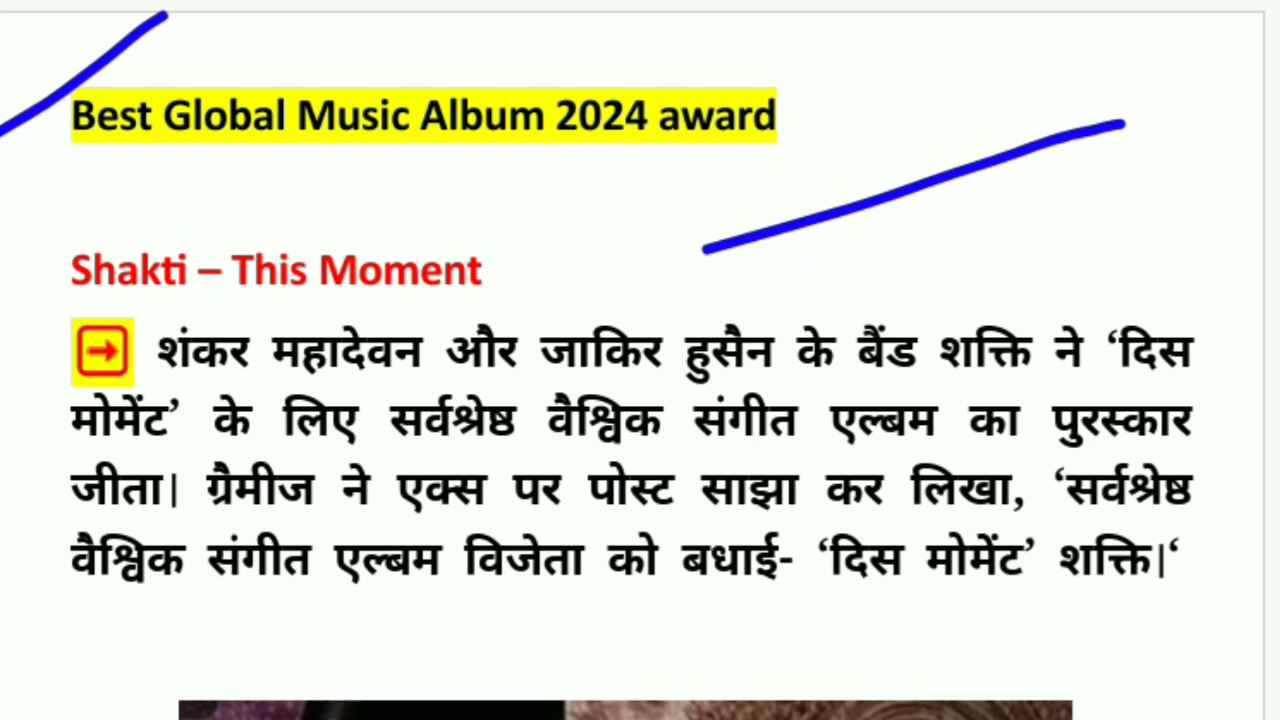 Best Global Music Album 2024 award
Shakti – This Moment
शंकर महादेवन और जाकिर हुसैन के बैंड शक्ति ने ‘दिस
मोमेंट’ के लिए सर्वश्रेष्ठ वैश्विक संगीत एल्बम का पुरस्कार
जीता। ग्रैमीज ने एक्स पर पोस्ट साझा कर लिखा, ‘सर्वश्रेष्ठ
वैश्विक संगीत एल्बम विजेता को बधाई- ‘दिस मोमेंट’ शक्ति।‘